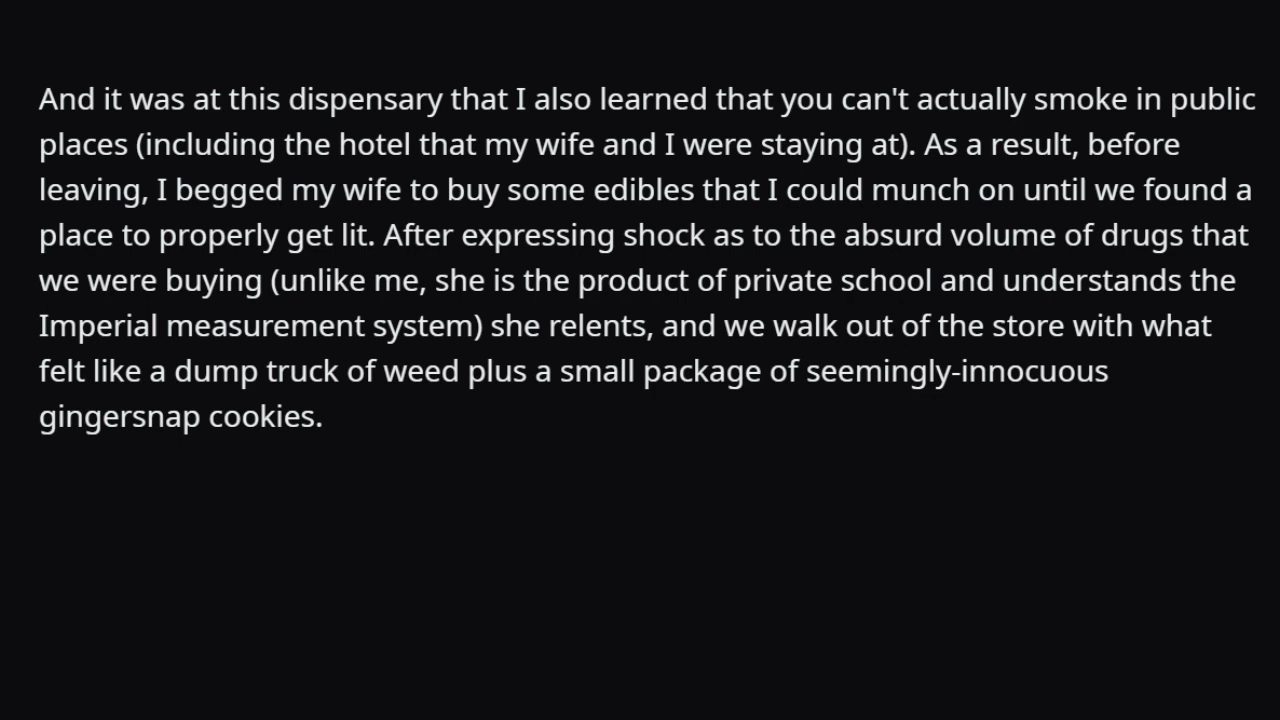 And it was at this dispensary that I also learned that you can't actually smoke in public
places (including the hotel that my wife and I were staying at). As a result, before
leaving, I begged my wife to buy some edibles that I could munch on until we found a
place to properly get lit. After expressing shock as to the absurd volume of drugs that
we were buying (unlike me, she is the product of private school and understands the
Imperial measurement system) she relents, and we walk out of the store with what
felt like a dump truck of weed plus a small package of seemingly-innocuous
gingersnap cookies.